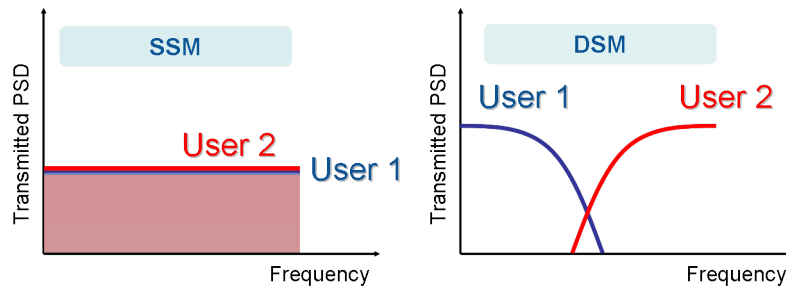 SSM
Transmitted PSD
User 2
User 1
Frequency
DSM
Transmitted PSD
User 1
User 2
Frequency